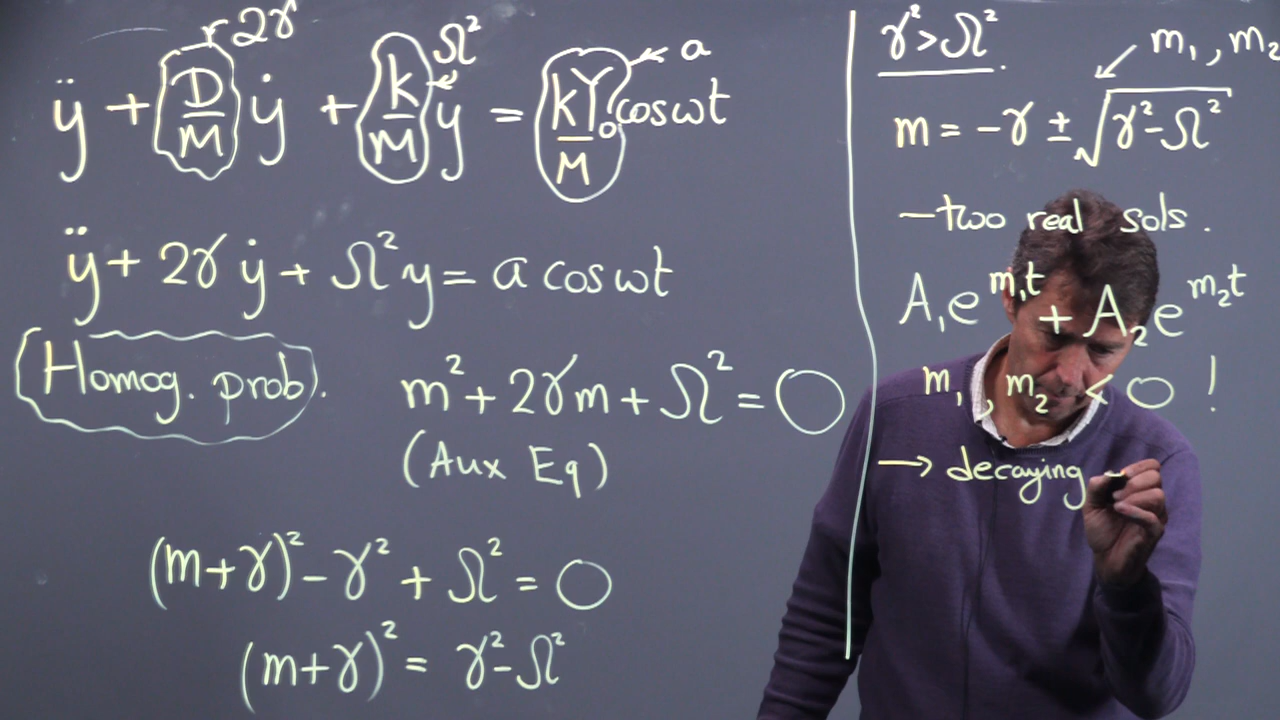 ÿ + D/M ẏ + k/M y = kY₀/M cos ωt
2γ
Ω²
a
ÿ + 2γ ẏ + Ω² y = a cos ωt
Homog. prob.
m² + 2γm + Ω² = 0
(Aux Eq)
(m+γ)² - γ² + Ω² = 0
(m+γ)² = γ² - Ω²
γ² > Ω².
m₁, m₂
m = -γ ± √(γ² - Ω²)
- two real sols.
A₁e^{m₁t} + A₂e^{m₂t}
m₁, m₂ < 0 !
→ decaying